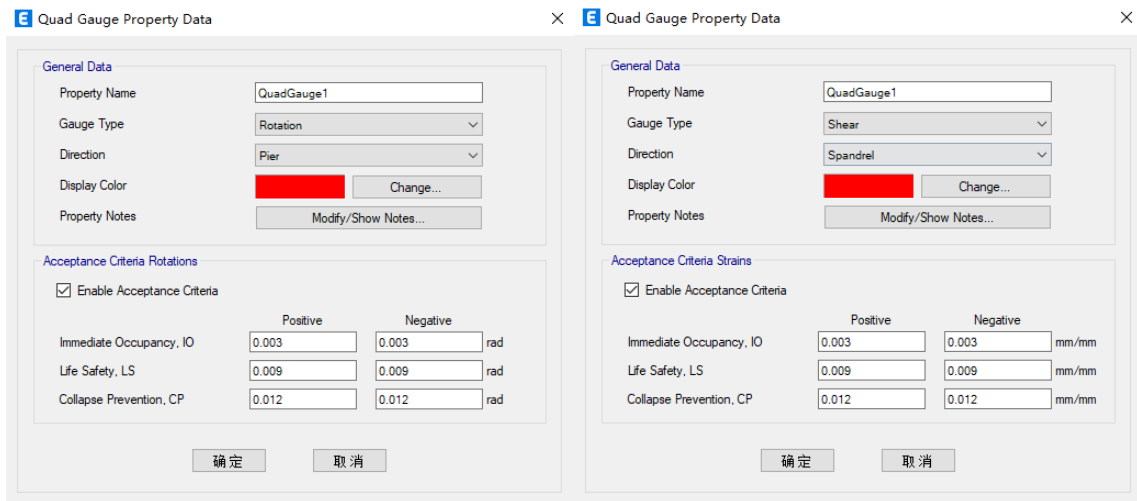 E Quad Gauge Property Data
General Data
Property Name QuadGauge1
Gauge Type Rotation
Direction Pier
Display Color Change...
Property Notes Modify/Show Notes...
Acceptance Criteria Rotations
Enable Acceptance Criteria
Positive Negative
Immediate Occupancy, IO 0.003 0.003 rad
Life Safety, LS 0.009 0.009 rad
Collapse Prevention, CP 0.012 0.012 rad
确定 取消
E Quad Gauge Property Data
General Data
Property Name QuadGauge1
Gauge Type Shear
Direction Spandrel
Display Color Change...
Property Notes Modify/Show Notes...
Acceptance Criteria Strains
Enable Acceptance Criteria
Positive Negative
Immediate Occupancy, IO 0.003 0.003 mm/mm
Life Safety, LS 0.009 0.009 mm/mm
Collapse Prevention, CP 0.012 0.012 mm/mm
确定 取消